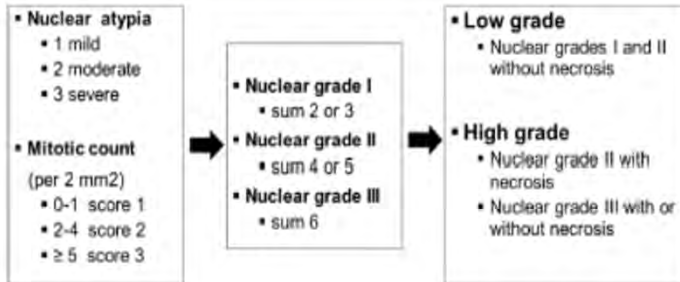 ▪ Nuclear atypia
▪ 1 mild
▪ 2 moderate
▪ 3 severe
▪ Mitotic count
(per 2 mm2)
▪ 0-1 score 1
▪ 2-4 score 2
▪ ≥ 5 score 3
▪ Nuclear grade I
▪ sum 2 or 3
▪ Nuclear grade II
▪ sum 4 or 5
▪ Nuclear grade III
▪ sum 6
▪ Low grade
▪ Nuclear grades I and II
without necrosis
▪ High grade
▪ Nuclear grade II with
necrosis
▪ Nuclear grade III with or
without necrosis